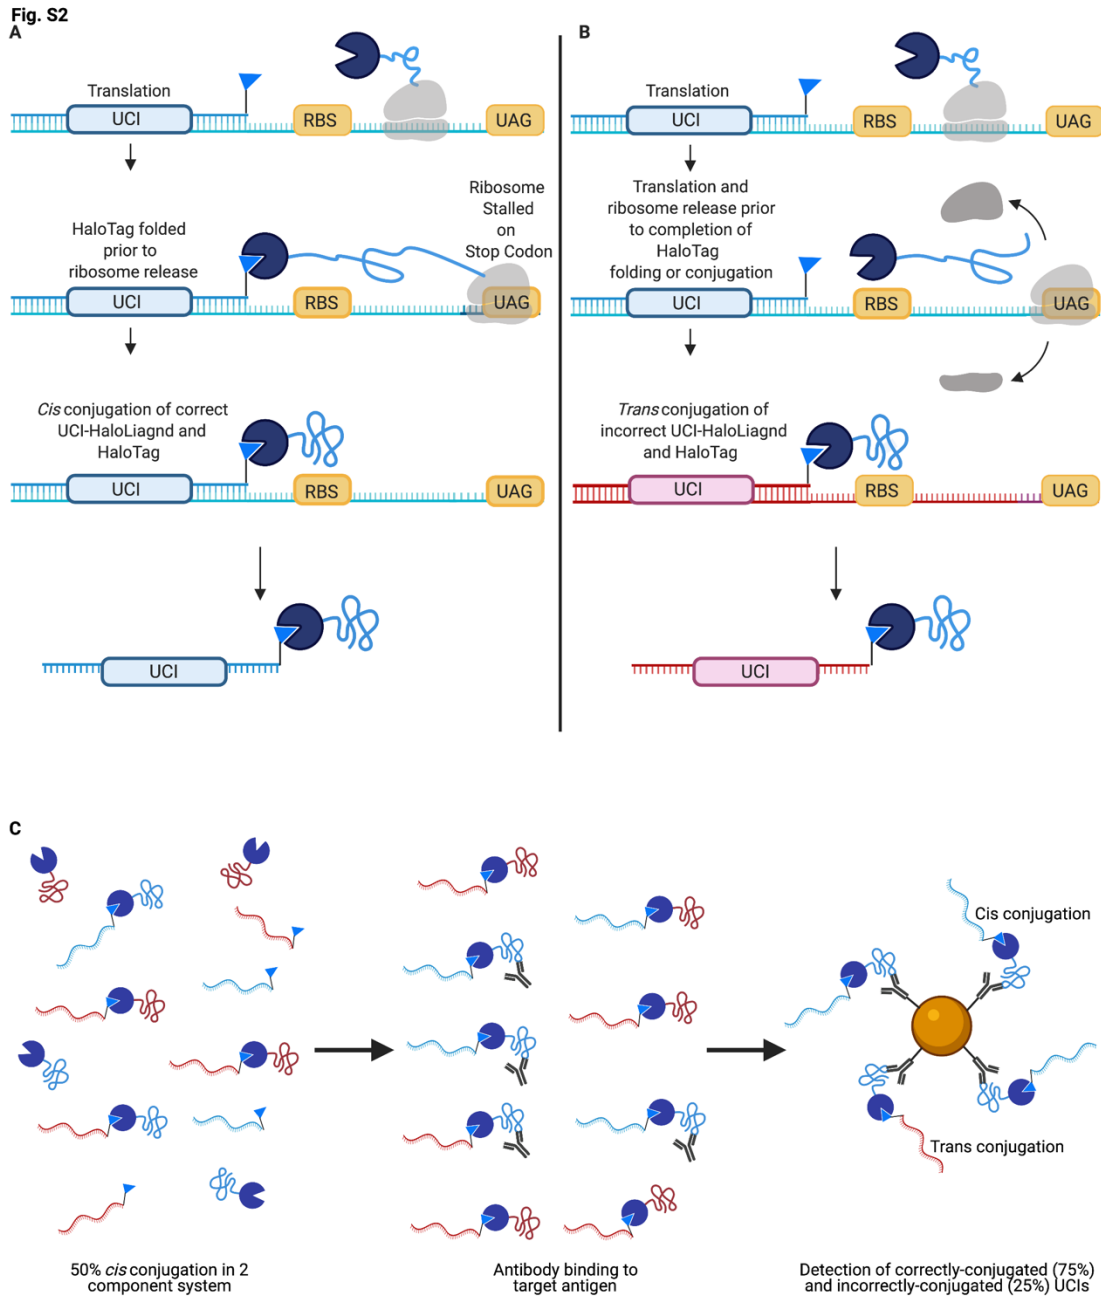 Fig. S2
A
Translation
UCI
RBS
UAG
HaloTag folded
prior to
ribosome release
Ribosome
Stalled
on
Stop Codon
UCI
RBS
UAG
Cis conjugation of correct
UCI-HaloLiagnd and
HaloTag
UCI
RBS
UAG
UCI
B
Translation
UCI
RBS
UAG
Translation and
ribosome release prior
to completion of
HaloTag
folding or conjugation
UCI
RBS
UAG
Trans conjugation of
incorrect UCI-HaloLiagnd
and HaloTag
UCI
RBS
UAG
UCI
C
Cis conjugation
Trans conjugation
50% cis conjugation in 2
component system
Antibody binding to
target antigen
Detection of correctly-conjugated (75%)
and incorrectly-conjugated (25%) UCIs